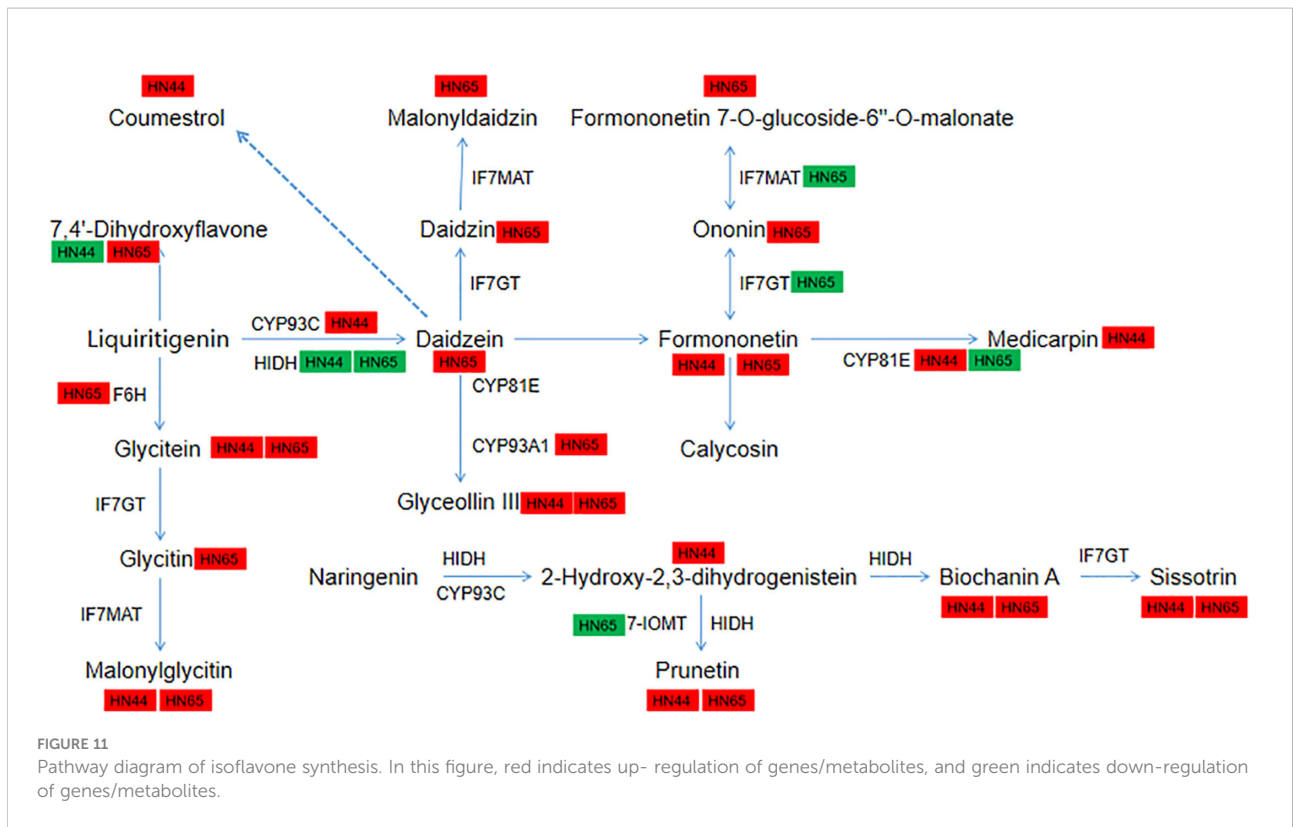 HN44 HN65 HN65
Coumestrol Malonyldaidzin Formononetin 7-O-glucoside-6"-O-malonate
IF7MAT IF7MAT HN65
7,4'-Dihydroxyflavone Daidzin HN65 Ononin HN65
HN44 HN65
IF7GT IF7GT HN65
CYP93C HN44
Liquiritigenin Daidzein Formononetin Medicarpin HN44
HIDH HN44 HN65 HN65 HN44 HN65 CYP81E HN44 HN65
HN65 F6H CYP81E
Glycitein HN44 HN65 CYP93A1 HN65 Calycosin
IF7GT Glyceollin III HN44 HN65
Glycitin HN65 HIDH HN44 HIDH IF7GT
Naringenin 2-Hydroxy-2,3-dihydrogenistein Biochanin A Sissotrin
CYP93C HN44 HN65 HN44 HN65
IF7MAT HN65 7-IOMT HIDH
Malonylglycitin Prunetin
HN44 HN65 HN44 HN65
FIGURE 11
Pathway diagram of isoflavone synthesis. In this figure, red indicates up- regulation of genes/metabolites, and green indicates down-regulation
of genes/metabolites.